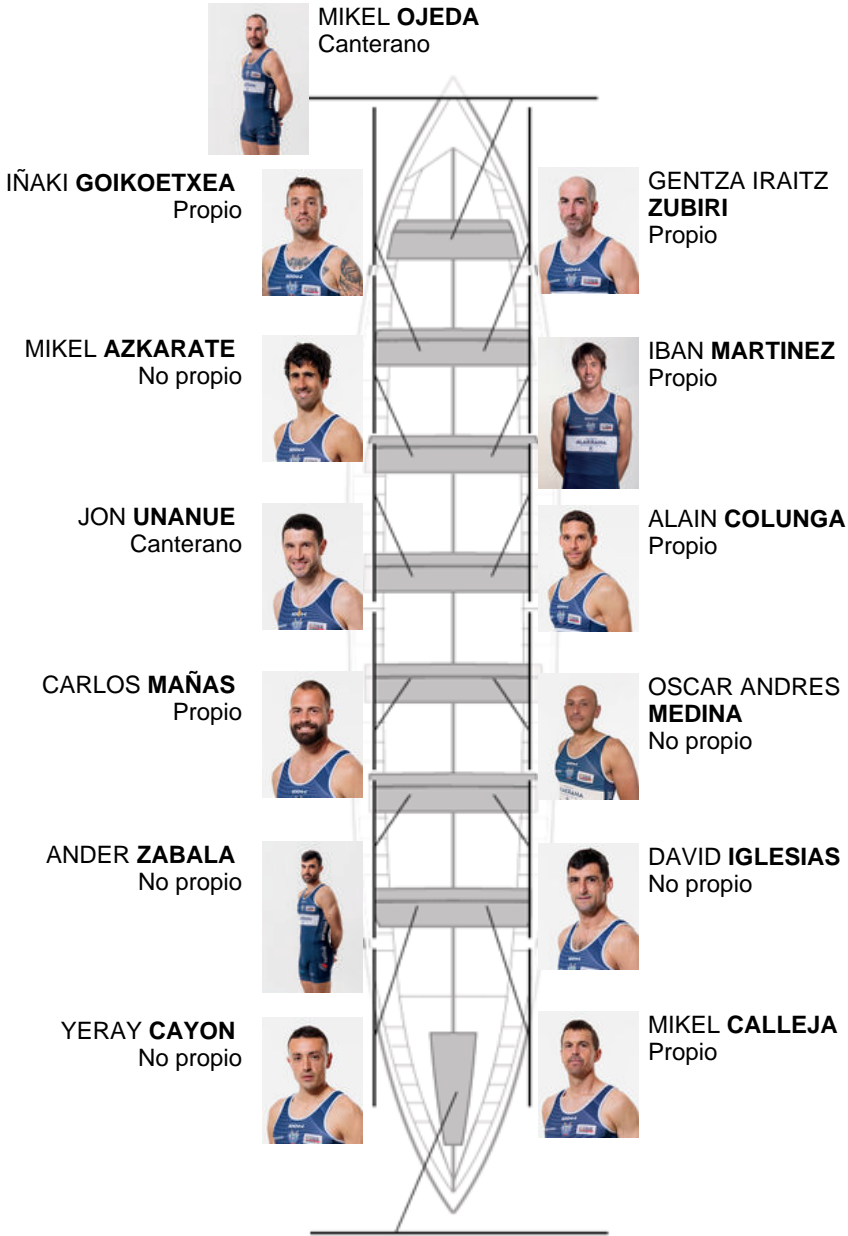 MIKEL OJEDA
Canterano
IÑAKI GOIKOETXEA
Propio
GENTZA IRAITZ
ZUBIRI
Propio
MIKEL AZKARATE
No propio
IBAN MARTINEZ
Propio
JON UNANUE
Canterano
ALAIN COLUNGA
Propio
CARLOS MAÑAS
Propio
OSCAR ANDRES
MEDINA
No propio
ANDER ZABALA
No propio
DAVID IGLESIAS
No propio
YERAY CAYON
No propio
MIKEL CALLEJA
Propio